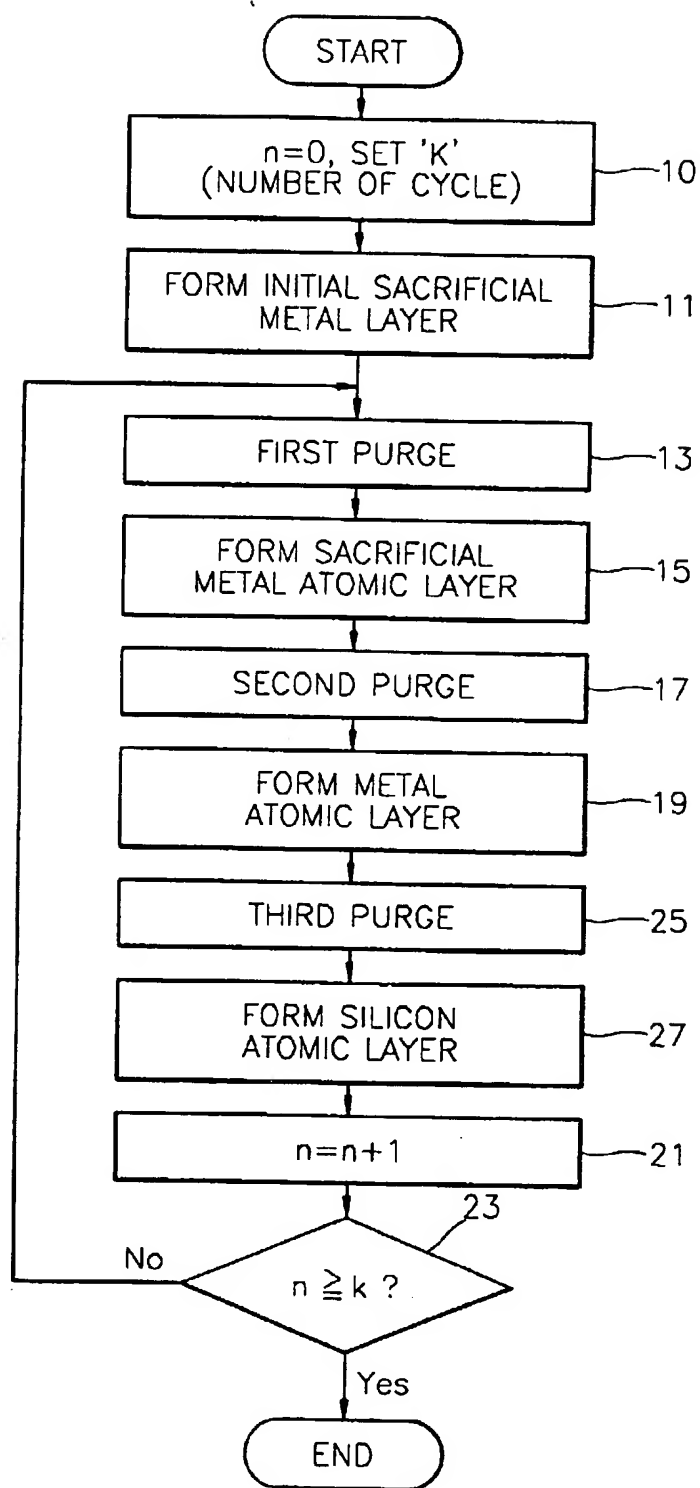 START
n=0, SET 'K'
(NUMBER OF CYCLE)
10
FORM INITIAL SACRIFICIAL
METAL LAYER
11
FIRST PURGE
13
FORM SACRIFICIAL
METAL ATOMIC LAYER
15
SECOND PURGE
17
FORM METAL
ATOMIC LAYER
19
THIRD PURGE
25
FORM SILICON
ATOMIC LAYER
27
n=n+1
21
23
No
n ≧ k ?
Yes
END